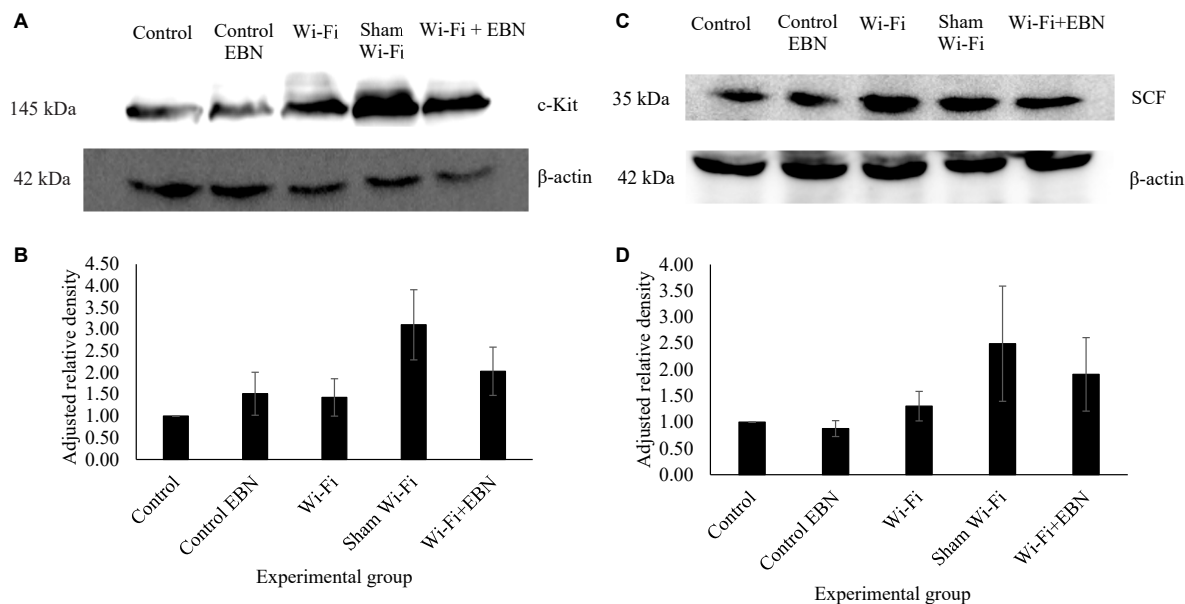 A
Control
Control
EBN
Wi-Fi
Sham
Wi-Fi
Wi-Fi + EBN
145 kDa
c-Kit
42 kDa
β-actin
B
Adjusted relative density
4.50
4.00
3.50
3.00
2.50
2.00
1.50
1.00
0.50
0.00
Control
Control EBN
Wi-Fi
Sham Wi-Fi
Wi-Fi+EBN
Experimental group
C
Control
Control
EBN
Wi-Fi
Sham
Wi-Fi
Wi-Fi+EBN
35 kDa
SCF
42 kDa
β-actin
D
Adjusted relative density
4.00
3.50
3.00
2.50
2.00
1.50
1.00
0.50
0.00
Control
Control EBN
Wi-Fi
Sham Wi-Fi
Wi-Fi+EBN
Experimental group